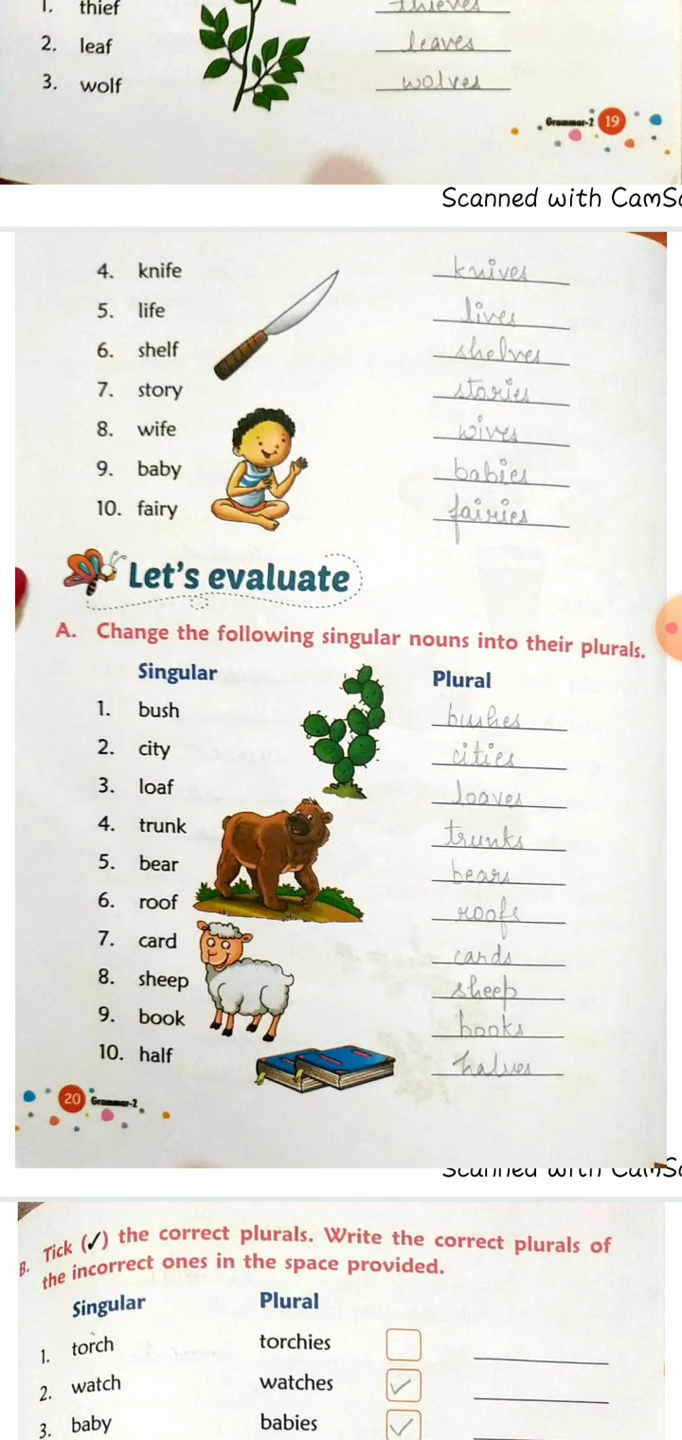 1. thief thieves
2. leaf leaves
3. wolf wolves
Grammar-2 19
Scanned with CamSc
4. knife knives
5. life lives
6. shelf shelves
7. story stories
8. wife wives
9. baby babies
10. fairy fairies
Let's evaluate
A. Change the following singular nouns into their plurals.
Singular Plural
1. bush bushes
2. city cities
3. loaf loaves
4. trunk trunks
5. bear bears
6. roof roofs
7. card cards
8. sheep sheep
9. book books
10. half halves
20 Grammar-2
Scanned with CamSc
B. Tick (✓) the correct plurals. Write the correct plurals of
the incorrect ones in the space provided.
Singular Plural
1. torch torchies
2. watch watches ✓
3. baby babies ✓